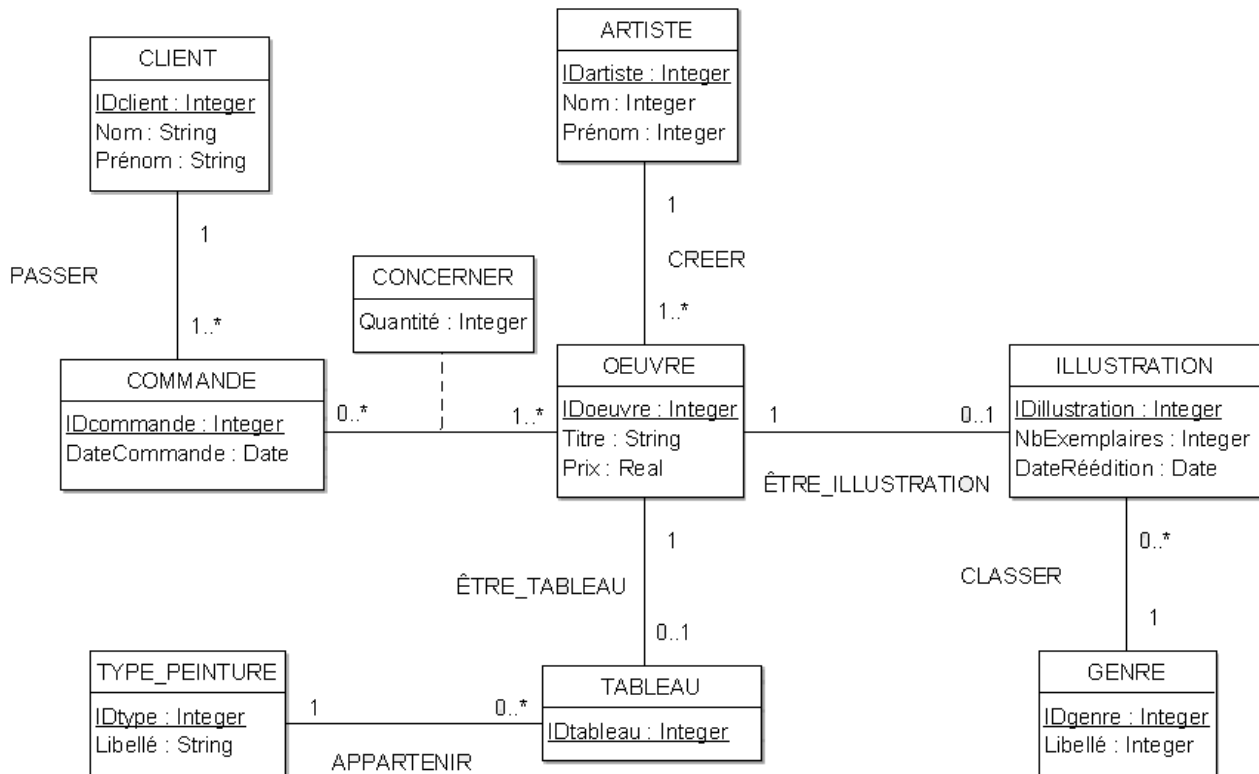 CLIENT
IDclient : Integer
Nom : String
Prénom : String
ARTISTE
IDartiste : Integer
Nom : Integer
Prénom : Integer
1
PASSER
1..*
1
CREER
1..*
CONCERNER
Quantité : Integer
COMMANDE
IDcommande : Integer
DateCommande : Date
0..*
1..*
OEUVRE
IDoeuvre : Integer
Titre : String
Prix : Real
1
0..1
ÊTRE_ILLUSTRATION
ILLUSTRATION
IDillustration : Integer
NbExemplaires : Integer
DateRéédition : Date
1
ÊTRE_TABLEAU
0..1
0..*
CLASSER
1
TYPE_PEINTURE
IDtype : Integer
Libellé : String
1
0..*
APPARTENIR
TABLEAU
IDtableau : Integer
GENRE
IDgenre : Integer
Libellé : Integer